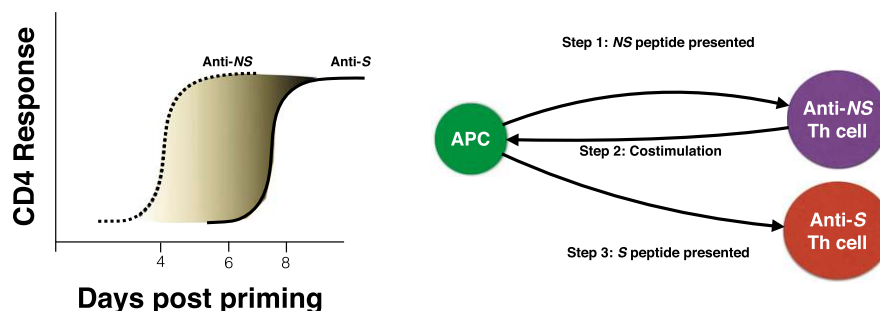 CD4 Response
Anti-NS
Anti-S
4
6
8
Days post priming
Step 1: NS peptide presented
APC
Anti-NS
Th cell
Step 2: Costimulation
Anti-S
Th cell
Step 3: S peptide presented